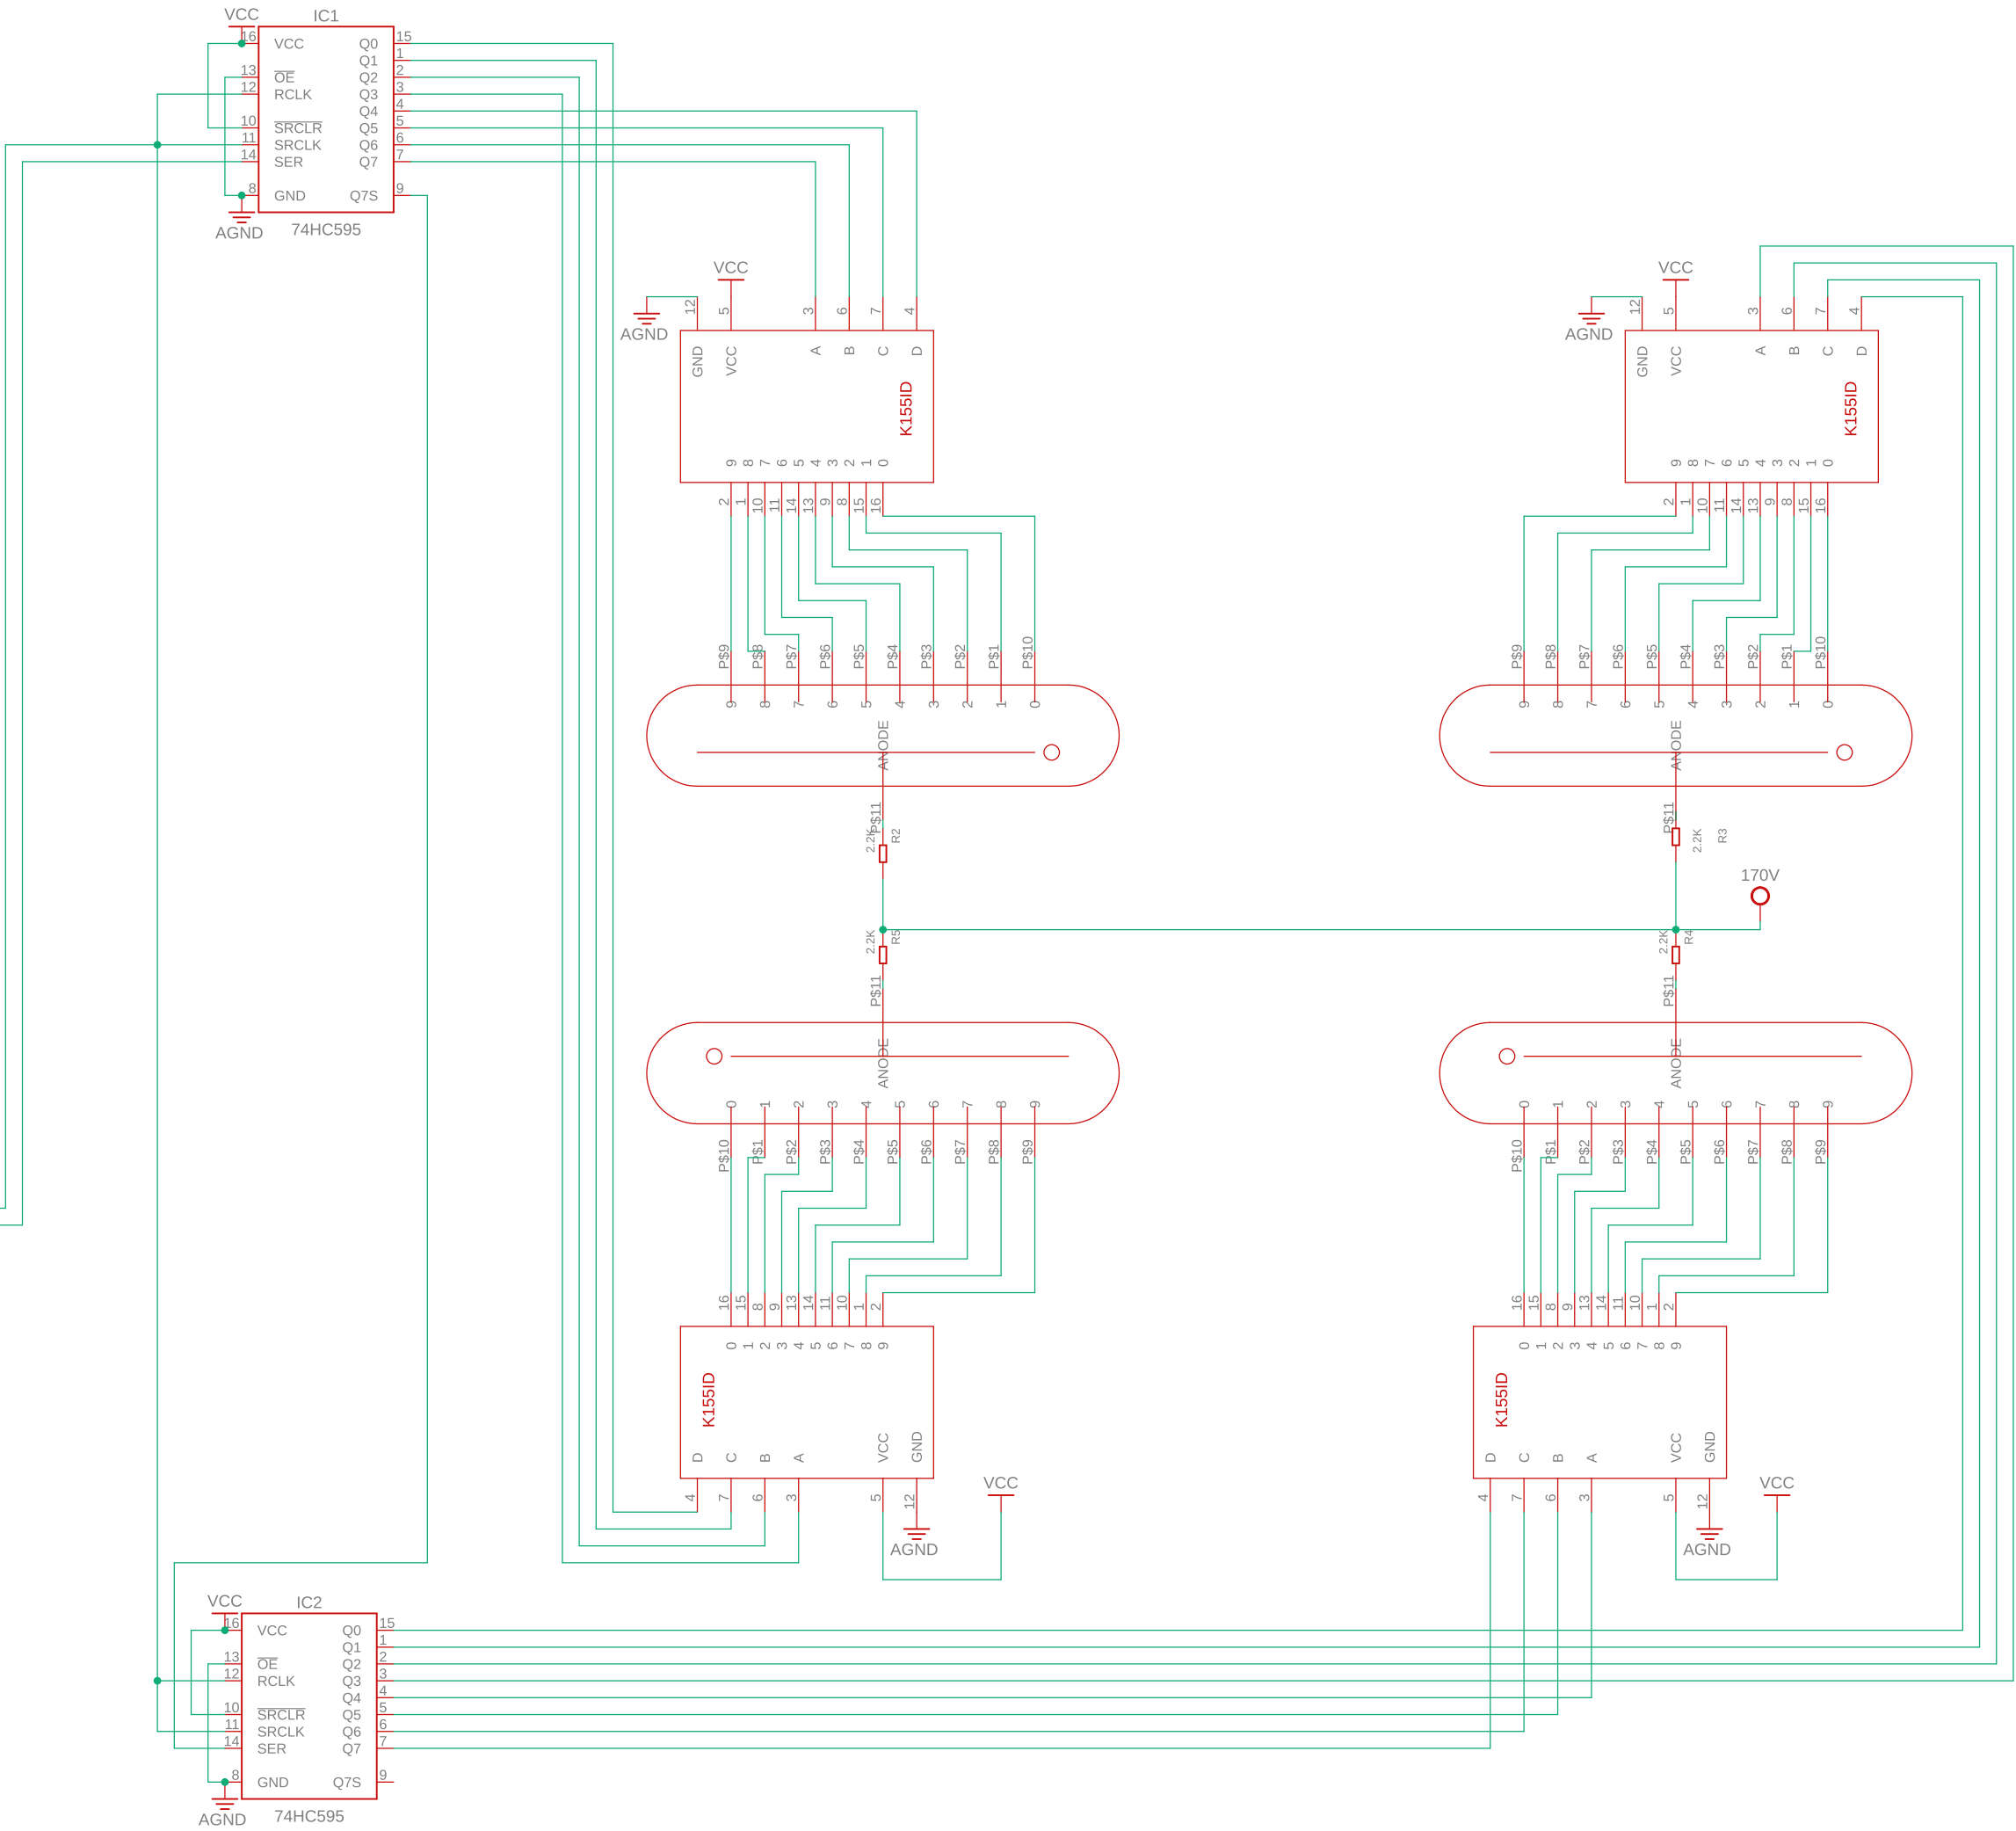 VCC
IC1
16 VCC Q0 15
Q1 1
13 OE Q2 2
12 RCLK Q3 3
Q4 4
10 SRCLR Q5 5
11 SRCLK Q6 6
14 SER Q7 7
8 GND Q7S 9
AGND
74HC595
VCC
AGND
12 5 3 6 7 4
GND VCC A B C D
K155ID
9 8 7 6 5 4 3 2 1 0
2 1 10 11 14 13 9 8 15 16
P$9 P$8 P$7 P$6 P$5 P$4 P$3 P$2 P$1 P$10
9 8 7 6 5 4 3 2 1 0
ANODE
P$11
2.2K R2
VCC
AGND
12 5 3 6 7 4
GND VCC A B C D
K155ID
9 8 7 6 5 4 3 2 1 0
2 1 10 11 14 13 9 8 15 16
P$9 P$8 P$7 P$6 P$5 P$4 P$3 P$2 P$1 P$10
9 8 7 6 5 4 3 2 1 0
ANODE
P$11
2.2K R3
170V
2.2K R5
P$11
ANODE
0 1 2 3 4 5 6 7 8 9
P$10 P$1 P$2 P$3 P$4 P$5 P$6 P$7 P$8 P$9
16 15 8 9 13 14 11 10 1 2
0 1 2 3 4 5 6 7 8 9
K155ID
D C B A VCC GND
4 7 6 3 5 12
VCC
AGND
2.2K R4
P$11
ANODE
0 1 2 3 4 5 6 7 8 9
P$10 P$1 P$2 P$3 P$4 P$5 P$6 P$7 P$8 P$9
16 15 8 9 13 14 11 10 1 2
0 1 2 3 4 5 6 7 8 9
K155ID
D C B A VCC GND
4 7 6 3 5 12
VCC
AGND
VCC
IC2
16 VCC Q0 15
Q1 1
13 OE Q2 2
12 RCLK Q3 3
Q4 4
10 SRCLR Q5 5
11 SRCLK Q6 6
14 SER Q7 7
8 GND Q7S 9
AGND
74HC595